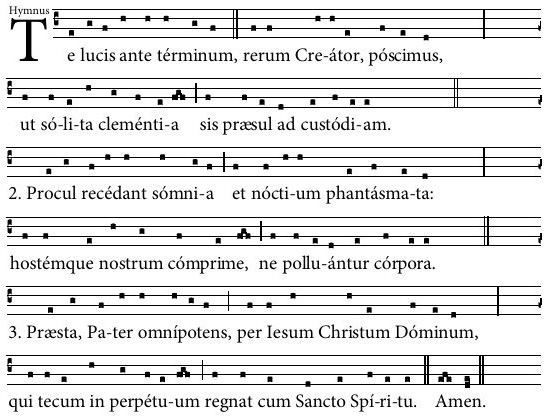 Hymnus
Te lucis ante términum, rerum Cre-átor, póscimus,
ut só-li-ta cleménti-a sis præsul ad custódi-am.
2. Procul recédant sómni-a et nócti-um phantásma-ta:
hostémque nostrum cómprime, ne pollu-ántur córpora.
3. Præsta, Pa-ter omnípotens, per Iesum Christum Dóminum,
qui tecum in perpétu-um regnat cum Sancto Spí-ri-tu. Amen.